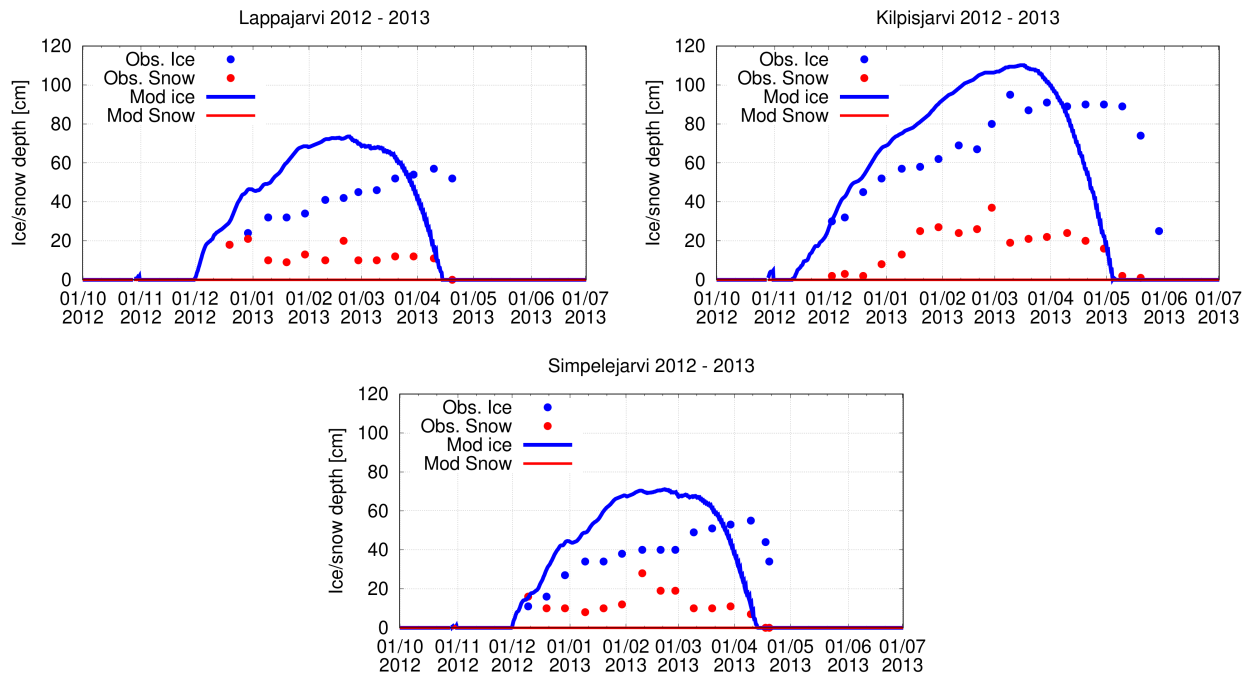 Lappajarvi 2012 - 2013
120
100
80
60
40
20
0
Ice/snow depth [cm]
Obs. Ice
Obs. Snow
Mod ice
Mod Snow
01/10 01/11 01/12 01/01 01/02 01/03 01/04 01/05 01/06 01/07
2012 2012 2012 2013 2013 2013 2013 2013 2013 2013
Kilpisjarvi 2012 - 2013
120
100
80
60
40
20
0
Ice/snow depth [cm]
Obs. Ice
Obs. Snow
Mod ice
Mod Snow
01/10 01/11 01/12 01/01 01/02 01/03 01/04 01/05 01/06 01/07
2012 2012 2012 2013 2013 2013 2013 2013 2013 2013
Simpelejarvi 2012 - 2013
120
100
80
60
40
20
0
Ice/snow depth [cm]
Obs. Ice
Obs. Snow
Mod ice
Mod Snow
01/10 01/11 01/12 01/01 01/02 01/03 01/04 01/05 01/06 01/07
2012 2012 2012 2013 2013 2013 2013 2013 2013 2013